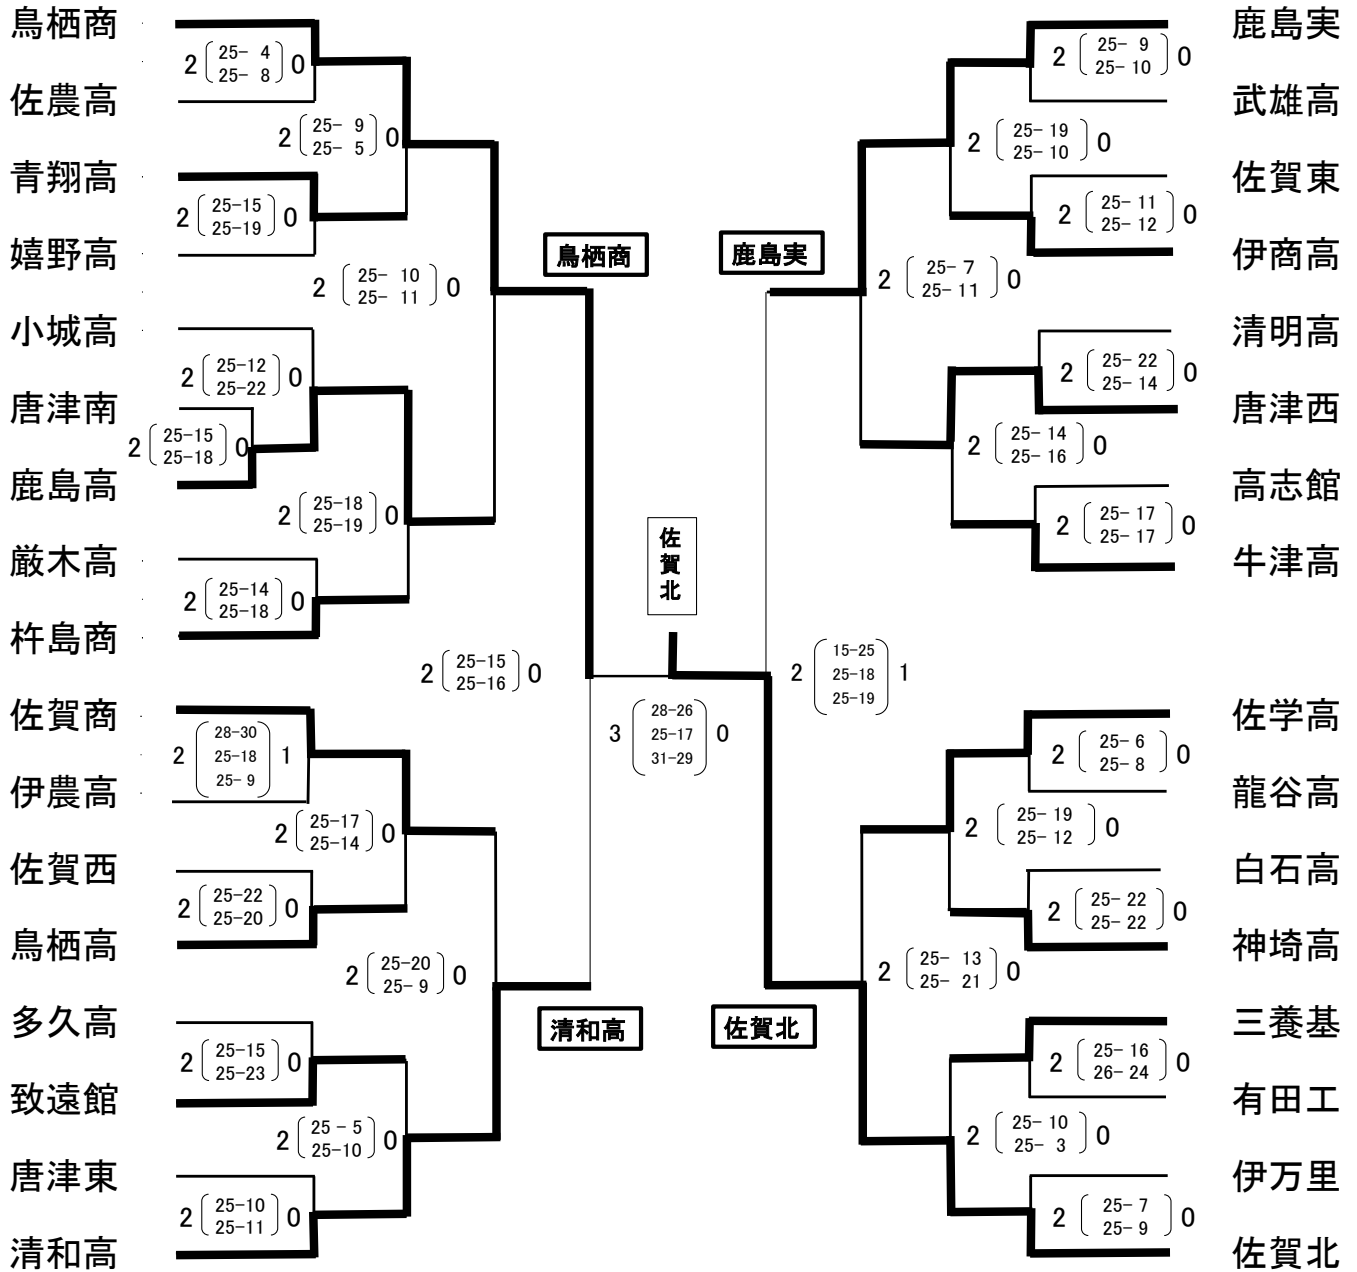 鳥栖商
佐農高
青翔高
嬉野高
小城高
唐津南
鹿島高
厳木高
杵島商
佐賀商
伊農高
佐賀西
鳥栖高
多久高
致遠館
唐津東
清和高
2 (25- 4 25- 8) 0
2 (25- 9 25- 5) 0
2 (25-15 25-19) 0
2 (25- 10 25- 11) 0
2 (25-12 25-22) 0
2 (25-15 25-18) 0
2 (25-18 25-19) 0
2 (25-14 25-18) 0
2 (25-15 25-16) 0
2 (28-30 25-18 25- 9) 1
2 (25-17 25-14) 0
2 (25-22 25-20) 0
2 (25-20 25- 9) 0
2 (25-15 25-23) 0
2 (25 - 5 25-10) 0
2 (25-10 25-11) 0
鳥栖商
清和高
佐賀北
3 (28-26 25-17 31-29) 0
鹿島実
佐賀北
2 (15-25 25-18 25-19) 1
2 (25- 9 25- 10) 0
2 (25- 19 25- 10) 0
2 (25- 11 25- 12) 0
2 (25- 7 25- 11) 0
2 (25- 22 25- 14) 0
2 (25- 14 25- 16) 0
2 (25- 17 25- 17) 0
2 (25- 6 25- 8) 0
2 (25- 19 25- 12) 0
2 (25- 22 25- 22) 0
2 (25- 13 25- 21) 0
2 (25- 16 26- 24) 0
2 (25- 10 25- 3) 0
2 (25- 7 25- 9) 0
鹿島実
武雄高
佐賀東
伊商高
清明高
唐津西
高志館
牛津高
佐学高
龍谷高
白石高
神埼高
三養基
有田工
伊万里
佐賀北